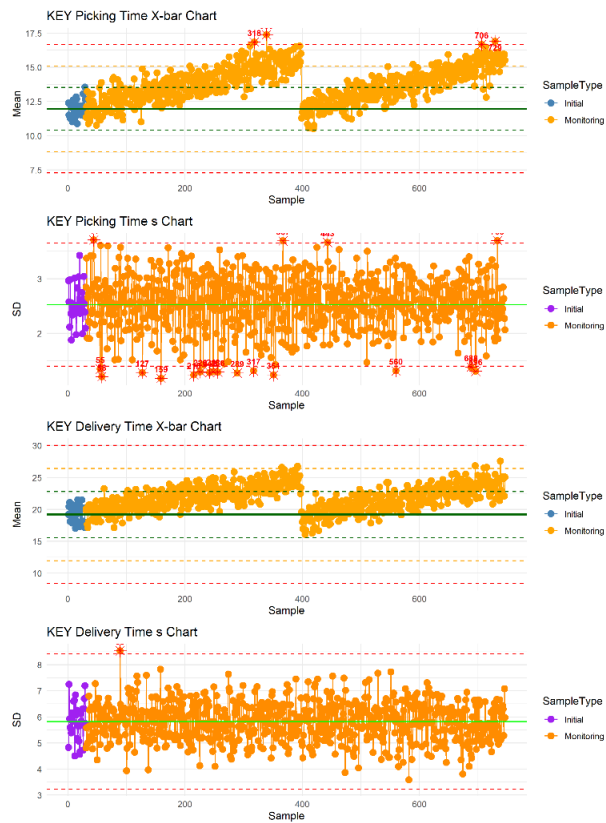 KEY Picking Time X-bar Chart
17.5
15.0
12.5
10.0
7.5
Mean
318
706
729
0
200
400
600
Sample
SampleType
Initial
Monitoring
KEY Picking Time s Chart
3
2
SD
443
55
127
159
289
317
351
560
0
200
400
600
Sample
SampleType
Initial
Monitoring
KEY Delivery Time X-bar Chart
30
25
20
15
10
Mean
0
200
400
600
Sample
SampleType
Initial
Monitoring
KEY Delivery Time s Chart
8
7
6
5
4
3
SD
0
200
400
600
Sample
SampleType
Initial
Monitoring